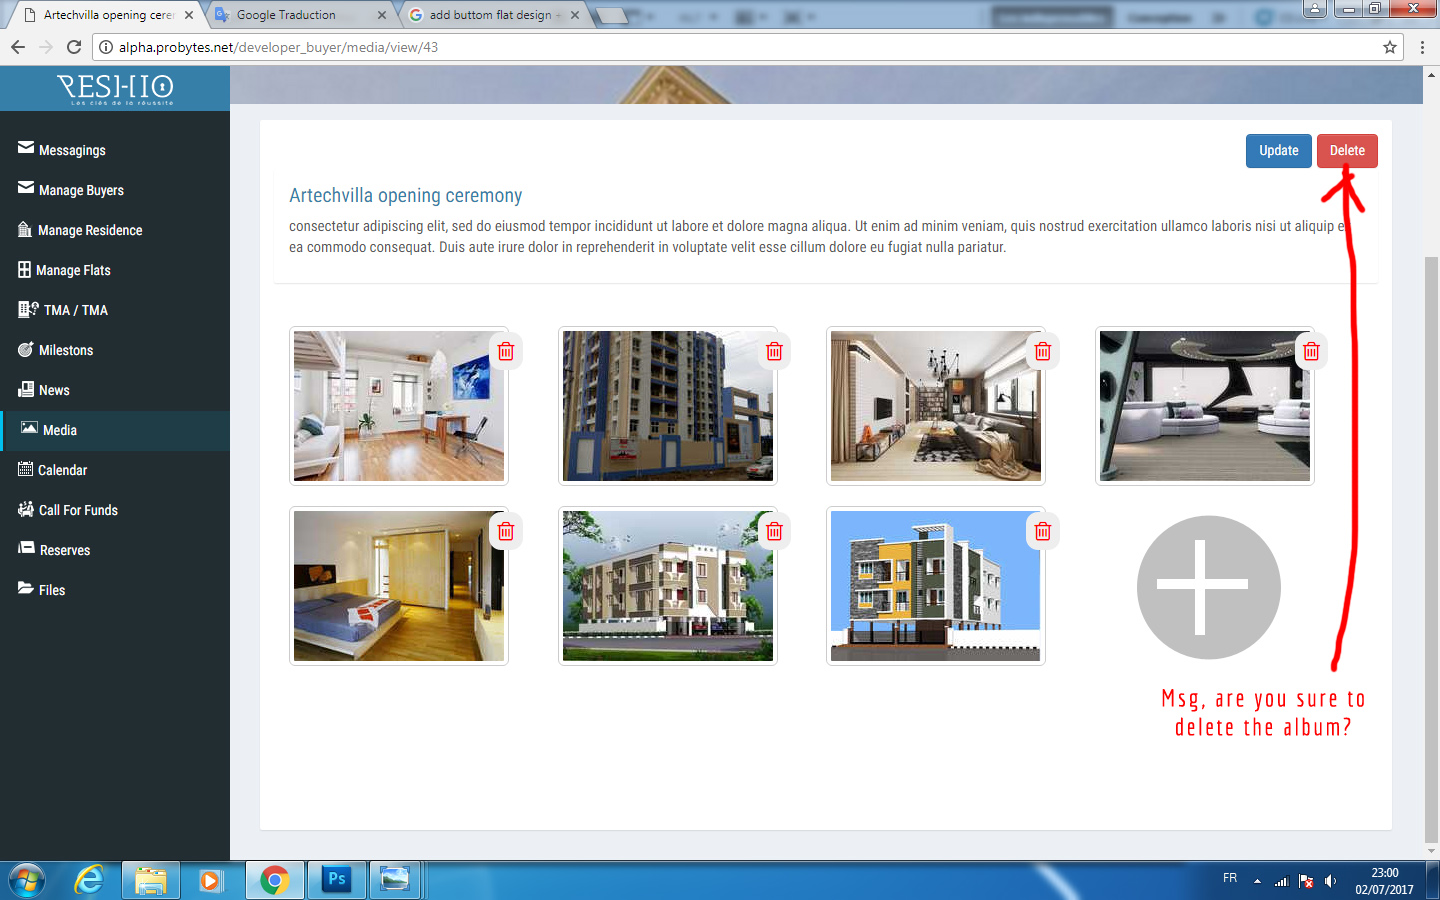 Artechvilla opening cerem
Google Traduction
add buttom flat design
alpha.probytes.net/developer_buyer/media/view/43
RESHIO
Les clés de la réussite
Messagings
Manage Buyers
Manage Residence
Manage Flats
TMA / TMA
Milestons
News
Media
Calendar
Call For Funds
Reserves
Files
Update
Delete
Artechvilla opening ceremony
consectetur adipiscing elit, sed do eiusmod tempor incididunt ut labore et dolore magna aliqua. Ut enim ad minim veniam, quis nostrud exercitation ullamco laboris nisi ut aliquip e
ea commodo consequat. Duis aute irure dolor in reprehenderit in voluptate velit esse cillum dolore eu fugiat nulla pariatur.
Msg, are you sure to
delete the album?
Ps
FR
23:00
02/07/2017